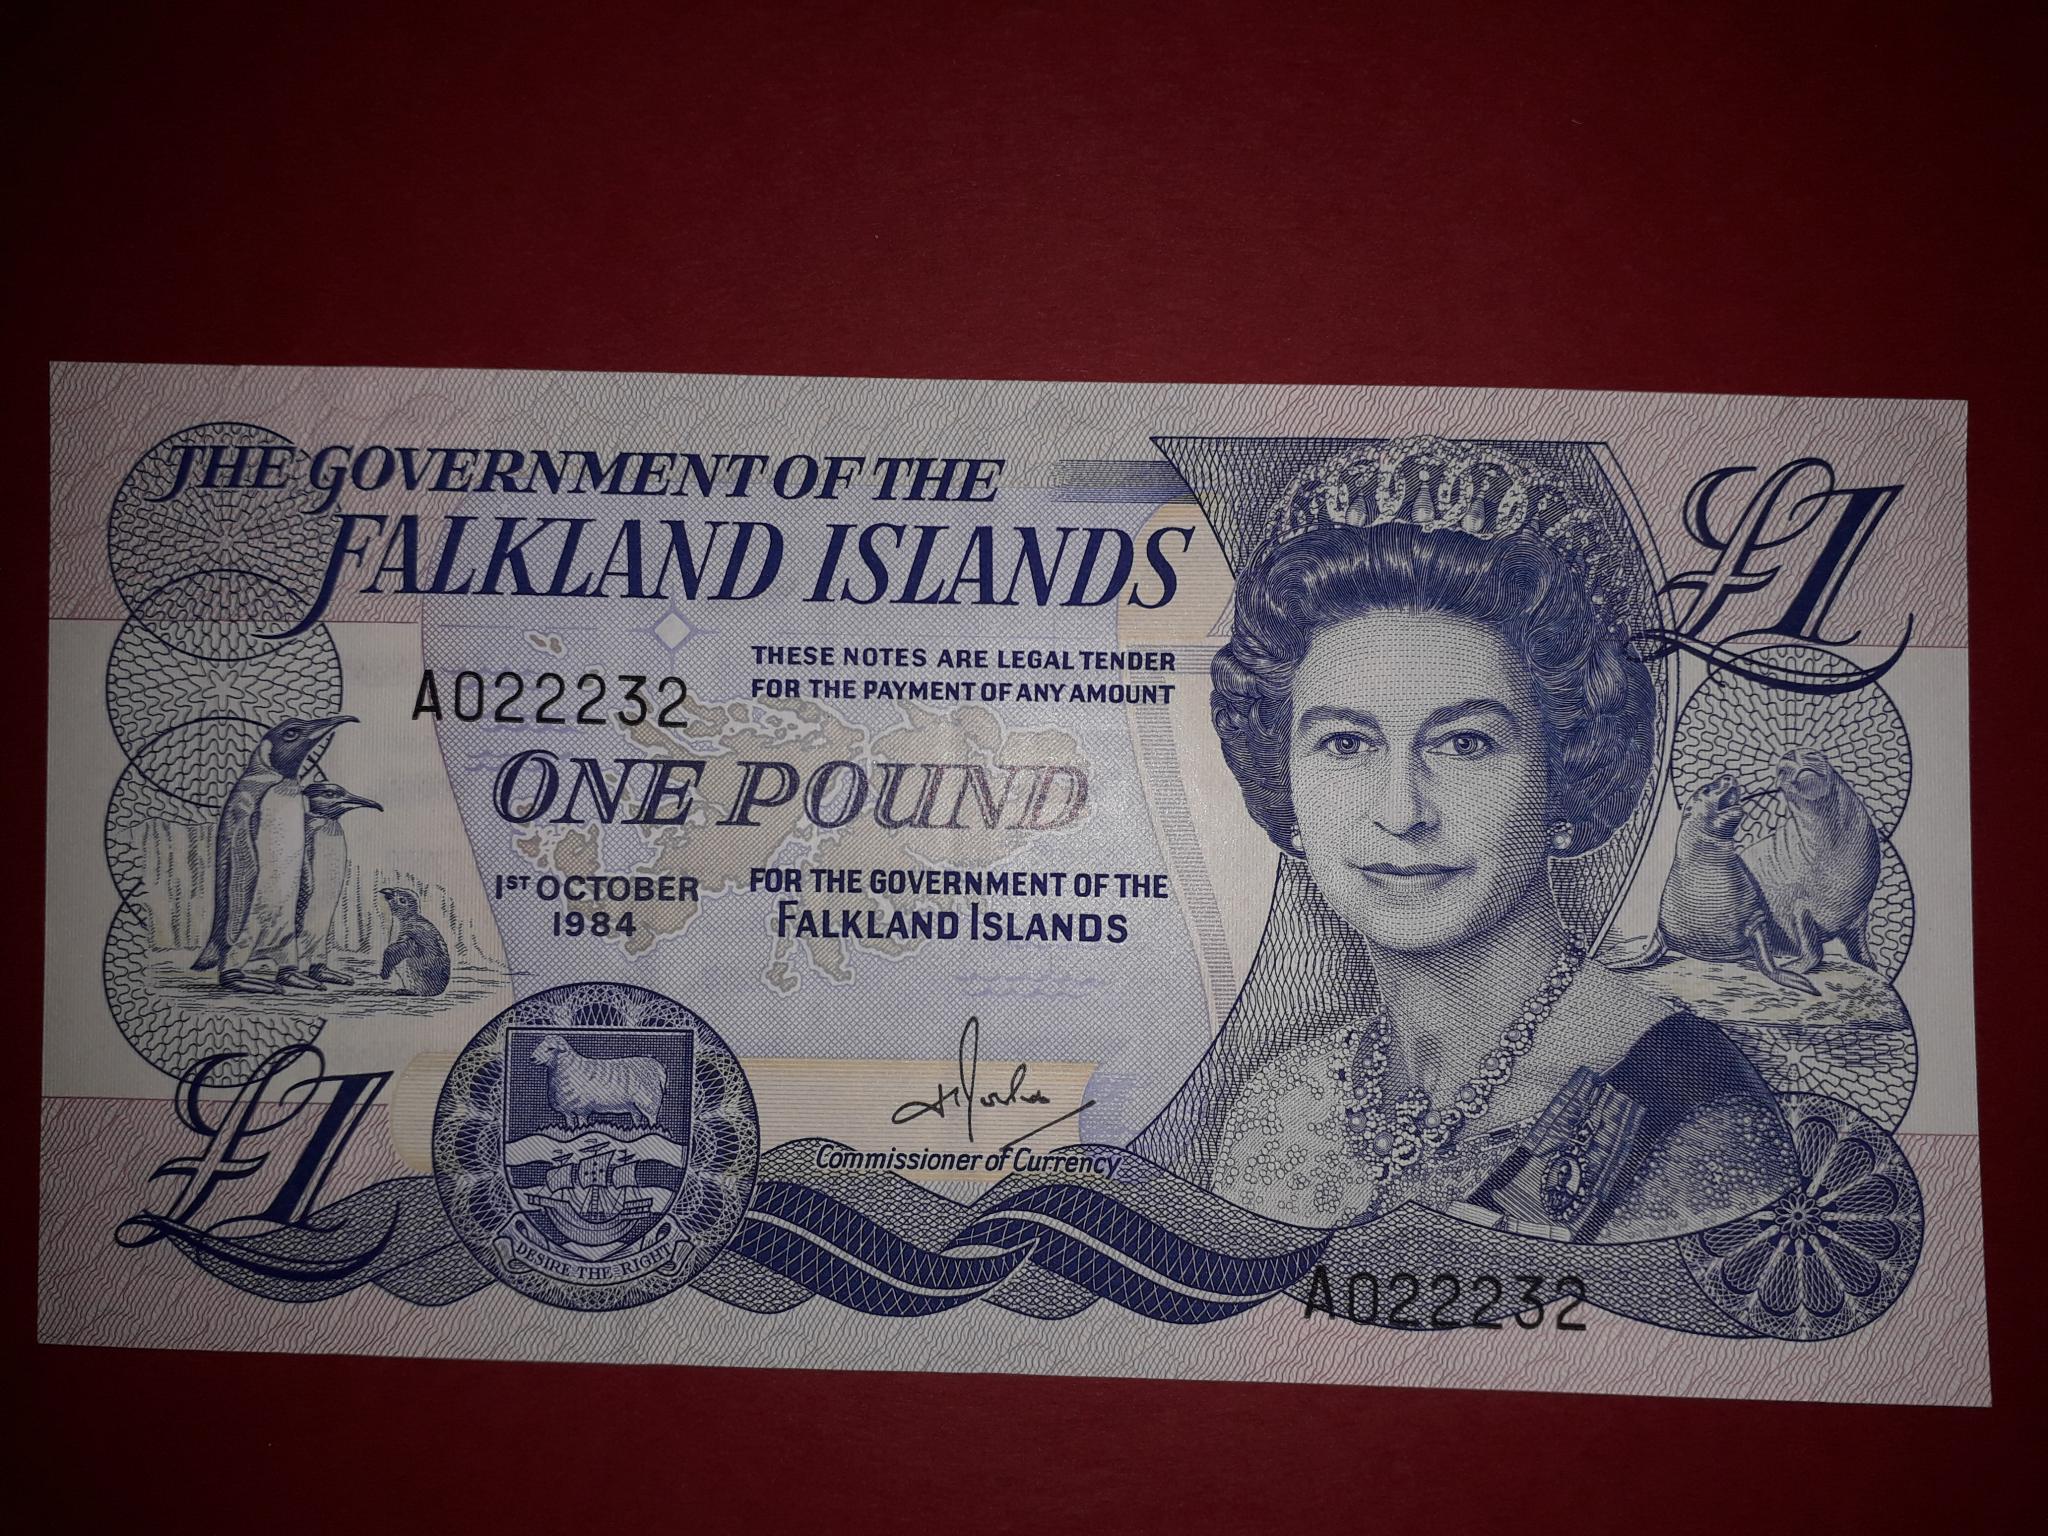 THE GOVERNMENT OF THE
FALKLAND ISLANDS
£1
THESE NOTES ARE LEGAL TENDER
FOR THE PAYMENT OF ANY AMOUNT
A022232
ONE POUND
1ST OCTOBER
1984
FOR THE GOVERNMENT OF THE
FALKLAND ISLANDS
£1
Commissioner of Currency
DESIRE THE RIGHT
A022232